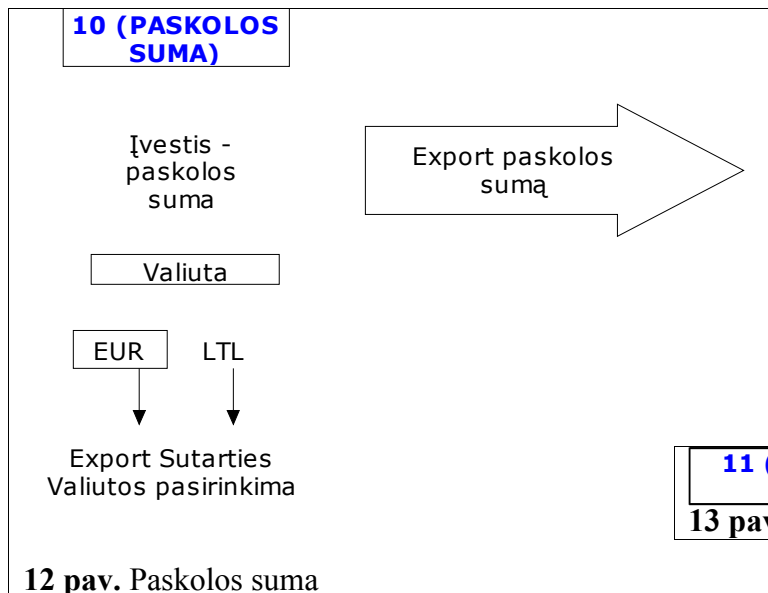 10 (PASKOLOS
SUMA)
Įvestis -
paskolos
suma
Export paskolos
sumą
Valiuta
EUR LTL
Export Sutarties
Valiutos pasirinkima
11 (
13 pav
12 pav. Paskolos suma